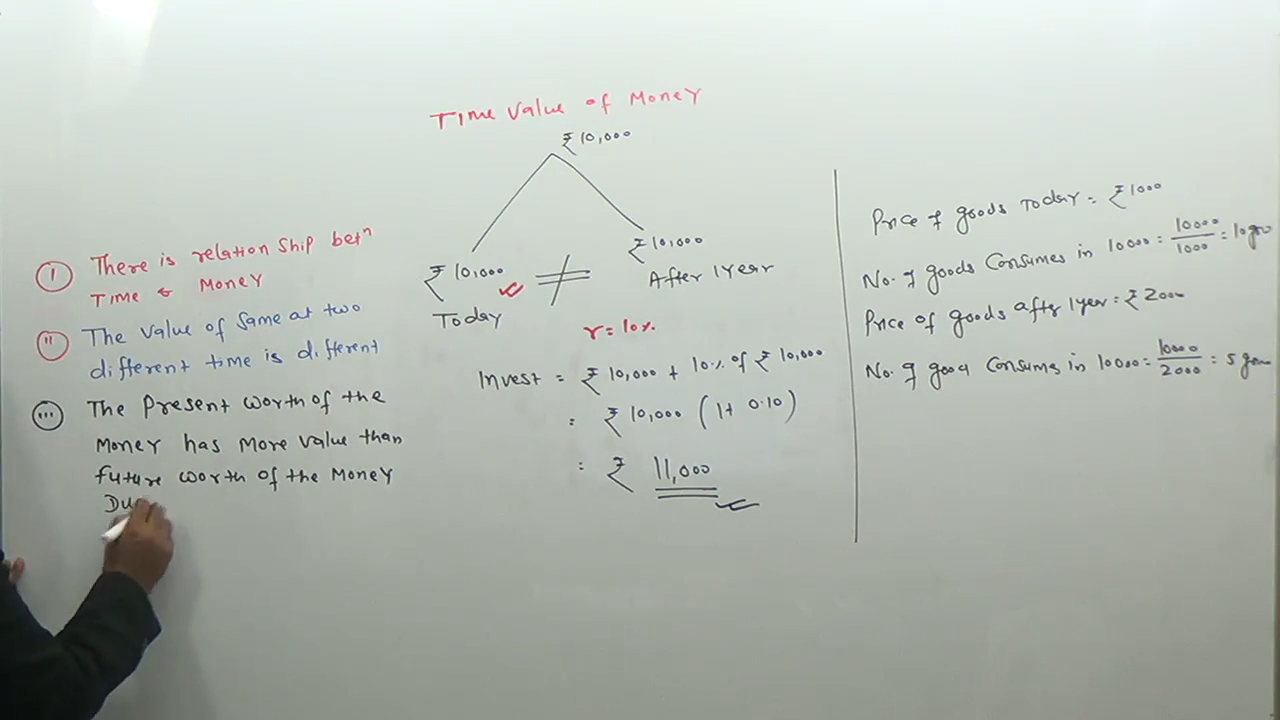 Time Value of Money
₹10,000
₹10,000
Today
₹10,000
After 1 Year
r = 10%
Invest = ₹10,000 + 10% of ₹10,000
: ₹10,000 (1 + 0.10)
: ₹ 11,000
(I) There is relation Ship betⁿ
Time & Money
(II) The value of Same at two
different time is different
(III) The Present worth of the
Money has More value than
future worth of the Money
Du
Price of goods Today = ₹1000
No. of goods Consumes in 10000 = 10000/1000 = 10
Price of goods after 1 year = ₹2000
No. of good Consums in 10000 = 10000/2000 = 5